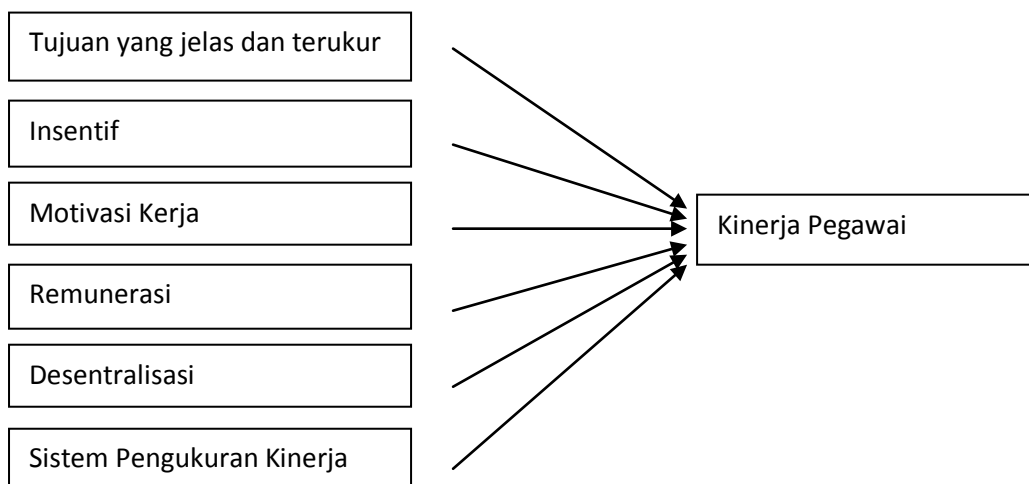 Tujuan yang jelas dan terukur
Insentif
Motivasi Kerja
Kinerja Pegawai
Remunerasi
Desentralisasi
Sistem Pengukuran Kinerja